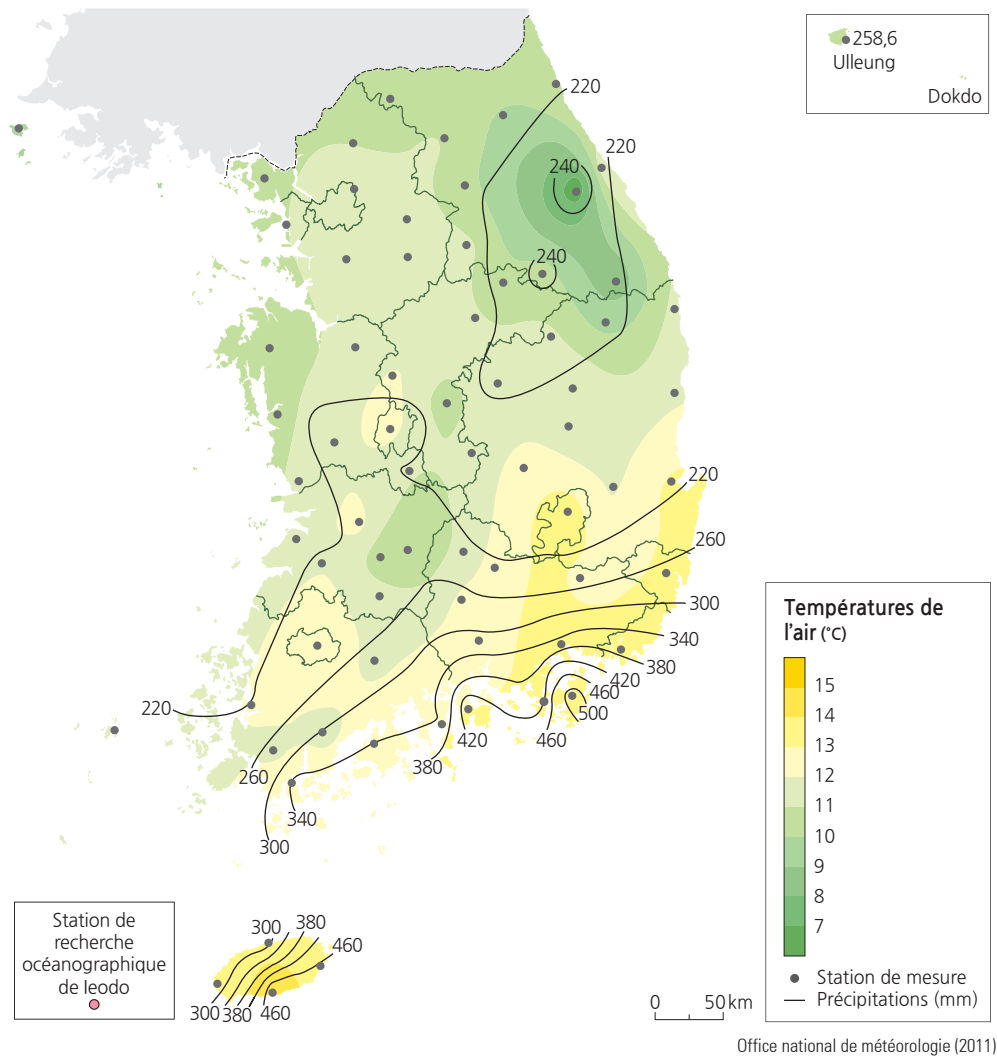 258,6
Ulleung
Dokdo
220
220
240
240
220
260
300
340
380
420
460
500
460
420
380
220
260
340
300
Températures de
l'air (°C)
15
14
13
12
11
10
9
8
7
Station de mesure
Précipitations (mm)
Station de
recherche
océanographique
de Ieodo
300
380
460
300
380
460
0 50 km
Office national de météorologie (2011)